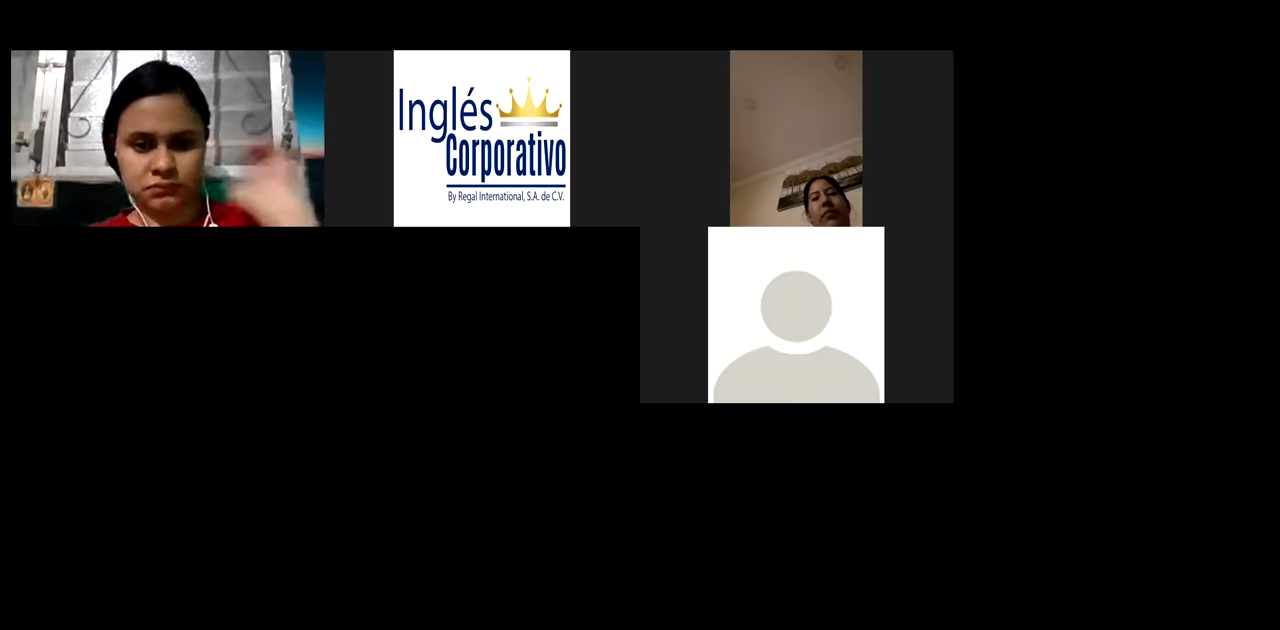 Inglés
Corporativo
By Regal International, S.A. de C.V.